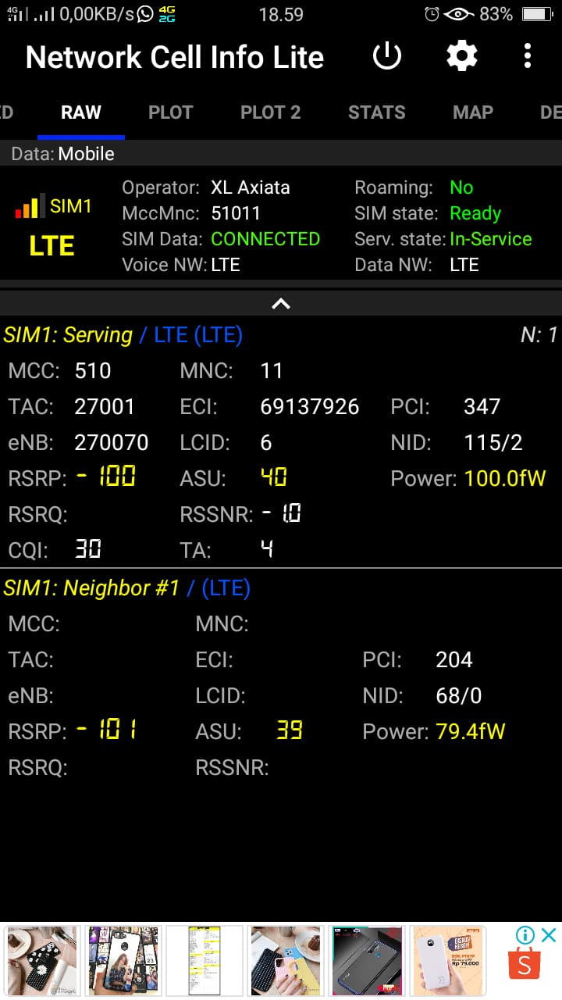 4G 0,00KB/s 4G 2G 18.59 83%
Network Cell Info Lite
ED RAW PLOT PLOT 2 STATS MAP DE
Data: Mobile
SIM1
LTE
Operator: XL Axiata Roaming: No
MccMnc: 51011 SIM state: Ready
SIM Data: CONNECTED Serv. state: In-Service
Voice NW: LTE Data NW: LTE
SIM1: Serving / LTE (LTE) N: 1
MCC: 510 MNC: 11
TAC: 27001 ECI: 69137926 PCI: 347
eNB: 270070 LCID: 6 NID: 115/2
RSRP: -100 ASU: 40 Power: 100.0fW
RSRQ: RSSNR: -1.0
CQI: 30 TA: 4
SIM1: Neighbor #1 / (LTE)
MCC: MNC:
TAC: ECI: PCI: 204
eNB: LCID: NID: 68/0
RSRP: -101 ASU: 39 Power: 79.4fW
RSRQ: RSSNR:
Rp 79.000
S